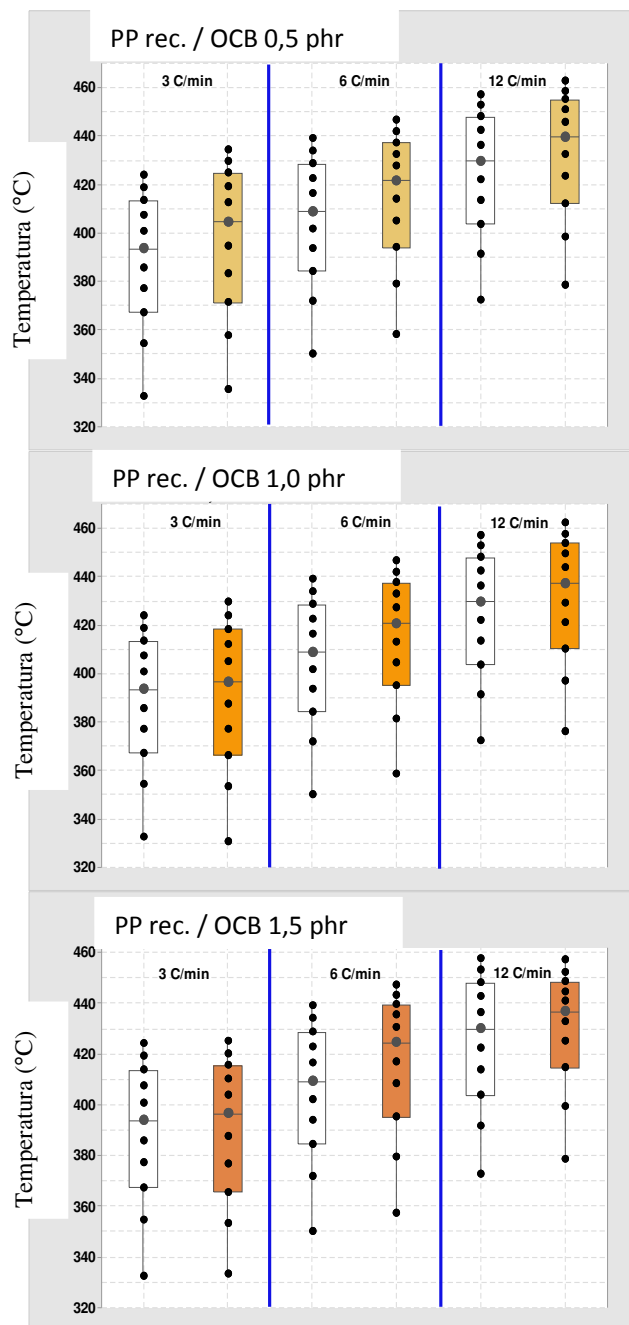 PP rec. / OCB 0,5 phr
3 C/min 6 C/min 12 C/min
Temperatura (°C)
460
440
420
400
380
360
340
320
PP rec. / OCB 1,0 phr
3 C/min 6 C/min 12 C/min
Temperatura (°C)
460
440
420
400
380
360
340
320
PP rec. / OCB 1,5 phr
3 C/min 6 C/min 12 C/min
Temperatura (°C)
460
440
420
400
380
360
340
320